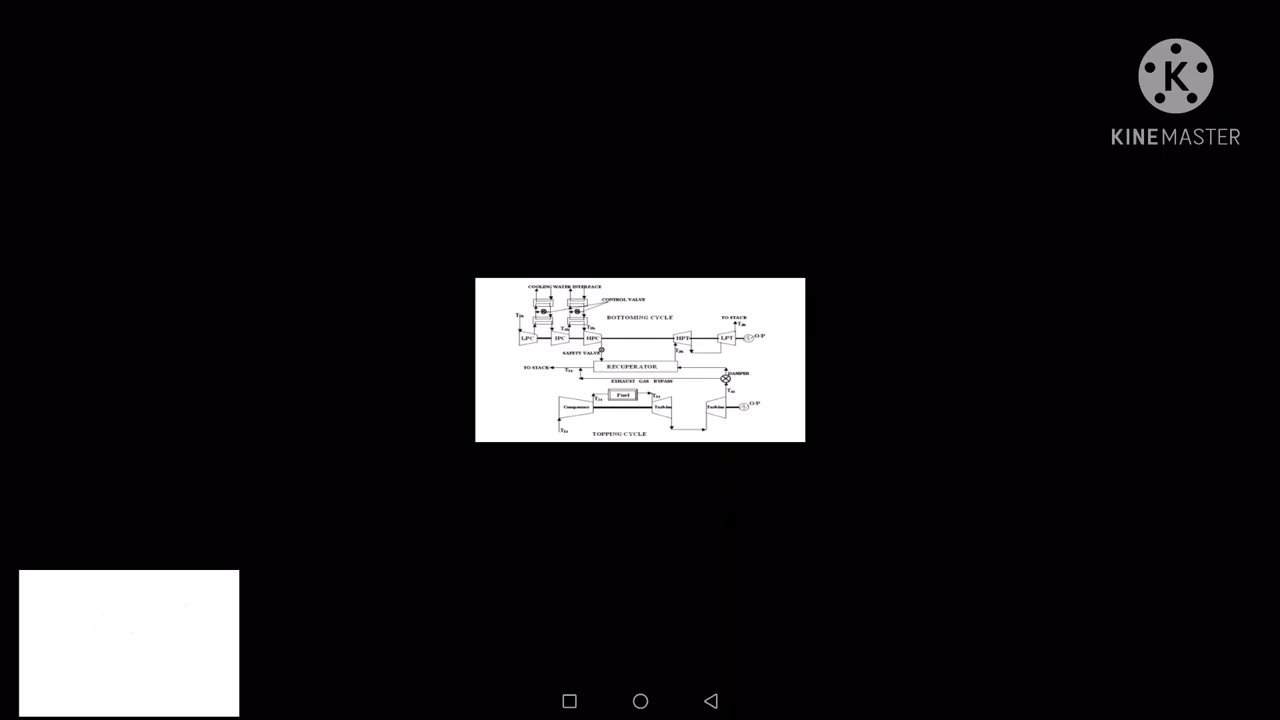 K
KINEMASTER
COOLING WATER INTERFACE
CONTROL VALVE
BOTTOMING CYCLE
TO STACK
LPC IPC HPC HPT LPT O/P
SAFETY VALVE
TO STACK RECUPERATOR
DAMPER
EXHAUST GAS BYPASS
Fuel
Compressor Turbine Turbine O/P
TOPPING CYCLE